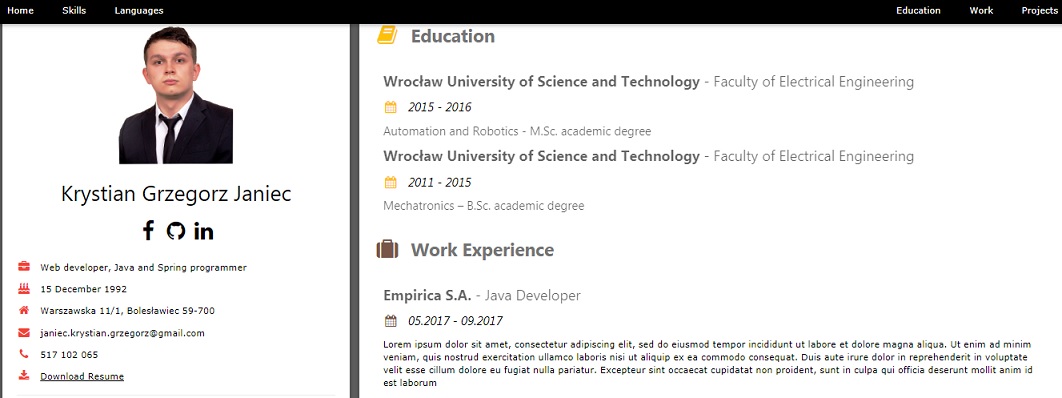 Home Skills Languages Education Work Projects
Krystian Grzegorz Janiec
Web developer, Java and Spring programmer
15 December 1992
Warszawska 11/1, Bolesławiec 59-700
janiec.krystian.grzegorz@gmail.com
517 102 065
Download Resume
Education
Wrocław University of Science and Technology - Faculty of Electrical Engineering
2015 - 2016
Automation and Robotics - M.Sc. academic degree
Wrocław University of Science and Technology - Faculty of Electrical Engineering
2011 - 2015
Mechatronics – B.Sc. academic degree
Work Experience
Empirica S.A. - Java Developer
05.2017 - 09.2017
Lorem ipsum dolor sit amet, consectetur adipiscing elit, sed do eiusmod tempor incididunt ut labore et dolore magna aliqua. Ut enim ad minim
veniam, quis nostrud exercitation ullamco laboris nisi ut aliquip ex ea commodo consequat. Duis aute irure dolor in reprehenderit in voluptate
velit esse cillum dolore eu fugiat nulla pariatur. Excepteur sint occaecat cupidatat non proident, sunt in culpa qui officia deserunt mollit anim id
est laborum